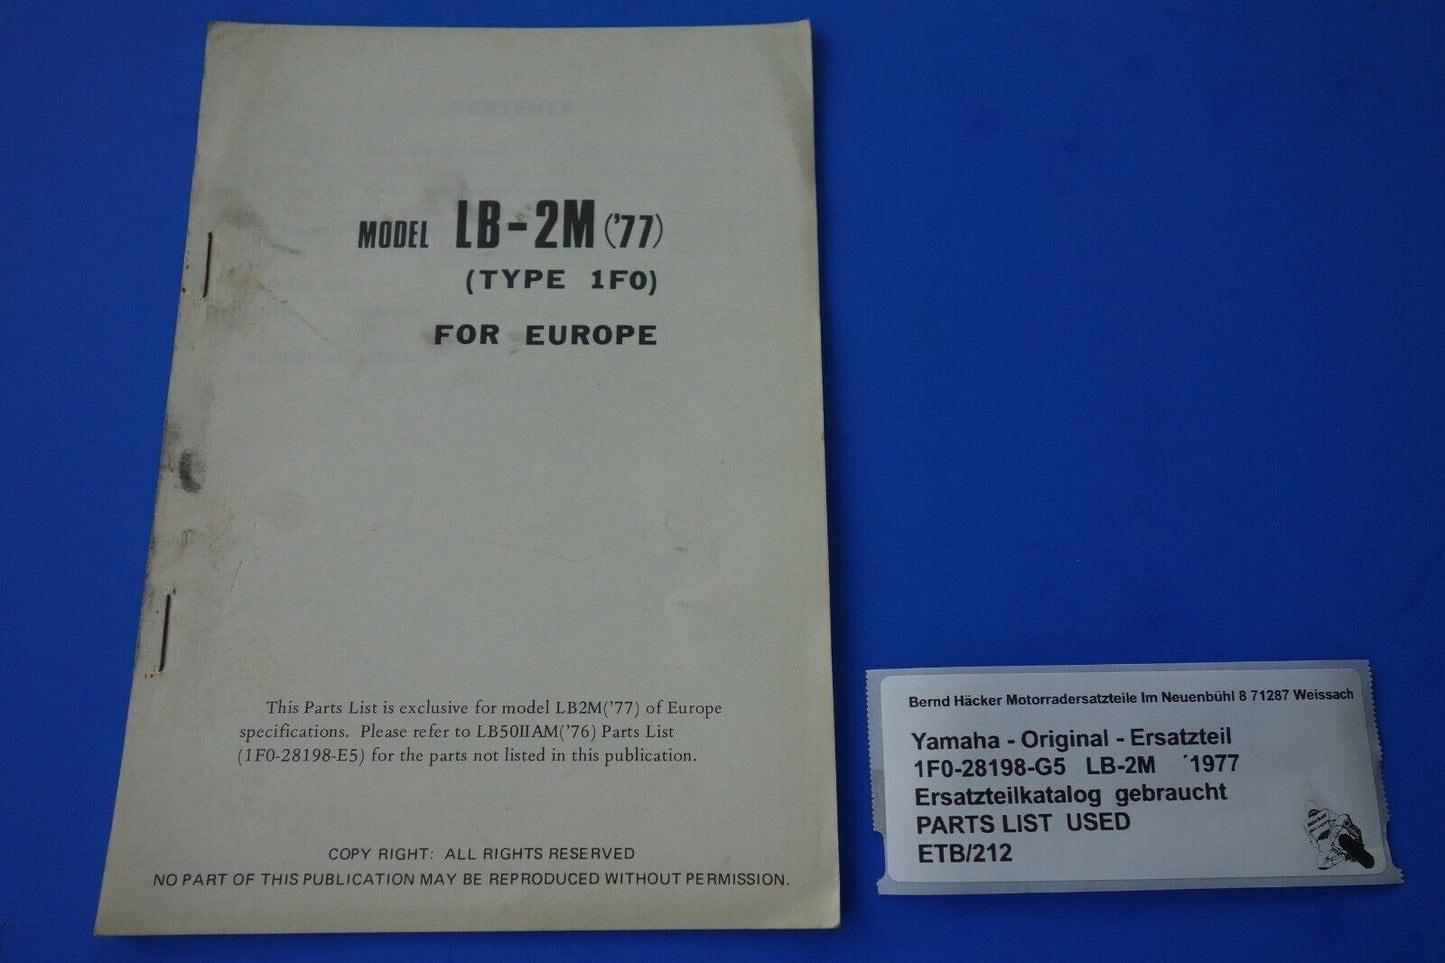 MODEL LB-2M ('77)
(TYPE 1F0)
FOR EUROPE
This Parts List is exclusive for model LB2M('77) of Europe
specifications. Please refer to LB50IIAM('76) Parts List
(1F0-28198-E5) for the parts not listed in this publication.
COPY RIGHT: ALL RIGHTS RESERVED
NO PART OF THIS PUBLICATION MAY BE REPRODUCED WITHOUT PERMISSION.
Bernd Häcker Motorradersatzteile Im Neuenbühl 8 71287 Weissach
Yamaha - Original - Ersatzteil
1F0-28198-G5 LB-2M ´1977
Ersatzteilkatalog gebraucht
PARTS LIST USED
ETB/212